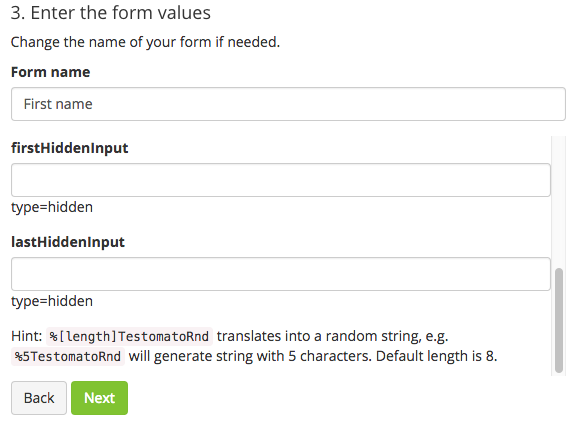 3. Enter the form values
Change the name of your form if needed.
Form name
First name
firstHiddenInput
type=hidden
lastHiddenInput
type=hidden
Hint: %[length]TestomatoRnd translates into a random string, e.g.
%5TestomatoRnd will generate string with 5 characters. Default length is 8.
Back Next